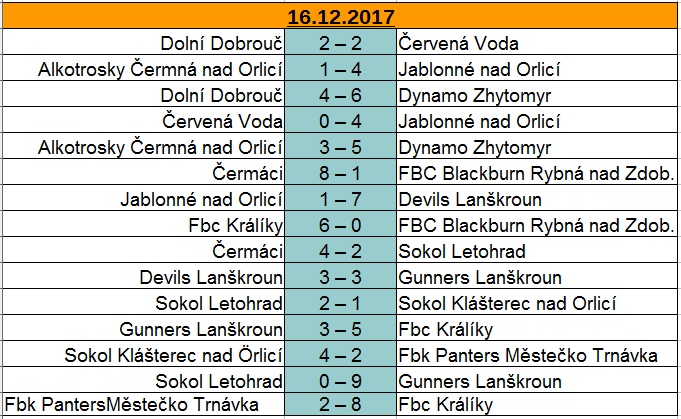 16.12.2017
Dolní Dobrouč 2 – 2 Červená Voda
Alkotrosky Čermná nad Orlicí 1 – 4 Jablonné nad Orlicí
Dolní Dobrouč 4 – 6 Dynamo Zhytomyr
Červená Voda 0 – 4 Jablonné nad Orlicí
Alkotrosky Čermná nad Orlicí 3 – 5 Dynamo Zhytomyr
Čermáci 8 – 1 FBC Blackburn Rybná nad Zdob.
Jablonné nad Orlicí 1 – 7 Devils Lanškroun
Fbc Králíky 6 – 0 FBC Blackburn Rybná nad Zdob.
Čermáci 4 – 2 Sokol Letohrad
Devils Lanškroun 3 – 3 Gunners Lanškroun
Sokol Letohrad 2 – 1 Sokol Klášterec nad Orlicí
Gunners Lanškroun 3 – 5 Fbc Králíky
Sokol Klášterec nad Örlicí 4 – 2 Fbk Panters Městečko Trnávka
Sokol Letohrad 0 – 9 Gunners Lanškroun
Fbk PantersMěstečko Trnávka 2 – 8 Fbc Králíky